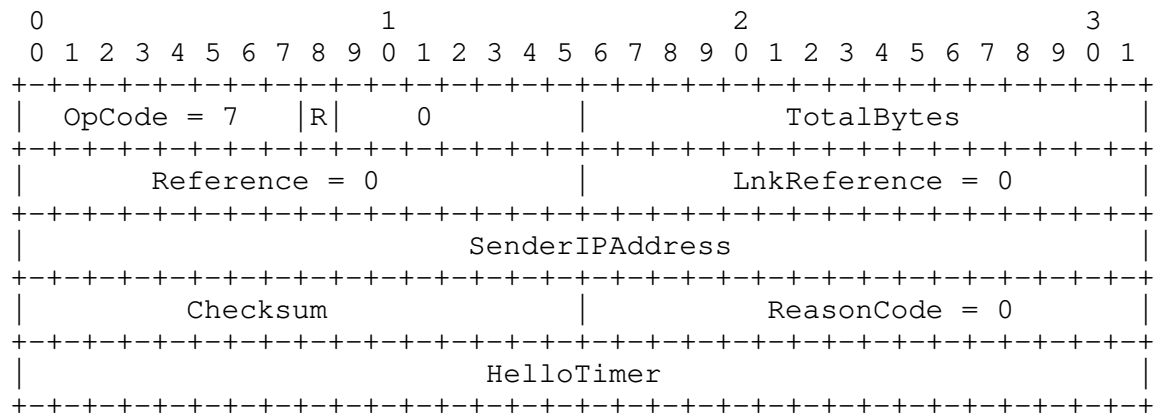 0                   1                   2                   3
 0 1 2 3 4 5 6 7 8 9 0 1 2 3 4 5 6 7 8 9 0 1 2 3 4 5 6 7 8 9 0 1
+-+-+-+-+-+-+-+-+-+-+-+-+-+-+-+-+-+-+-+-+-+-+-+-+-+-+-+-+-+-+-+-+
|  OpCode = 7   |R|    0        |           TotalBytes          |
+-+-+-+-+-+-+-+-+-+-+-+-+-+-+-+-+-+-+-+-+-+-+-+-+-+-+-+-+-+-+-+-+
|       Reference = 0           |        LnkReference = 0       |
+-+-+-+-+-+-+-+-+-+-+-+-+-+-+-+-+-+-+-+-+-+-+-+-+-+-+-+-+-+-+-+-+
|                         SenderIPAddress                       |
+-+-+-+-+-+-+-+-+-+-+-+-+-+-+-+-+-+-+-+-+-+-+-+-+-+-+-+-+-+-+-+-+
|         Checksum              |          ReasonCode = 0       |
+-+-+-+-+-+-+-+-+-+-+-+-+-+-+-+-+-+-+-+-+-+-+-+-+-+-+-+-+-+-+-+-+
|                          HelloTimer                           |
+-+-+-+-+-+-+-+-+-+-+-+-+-+-+-+-+-+-+-+-+-+-+-+-+-+-+-+-+-+-+-+-+